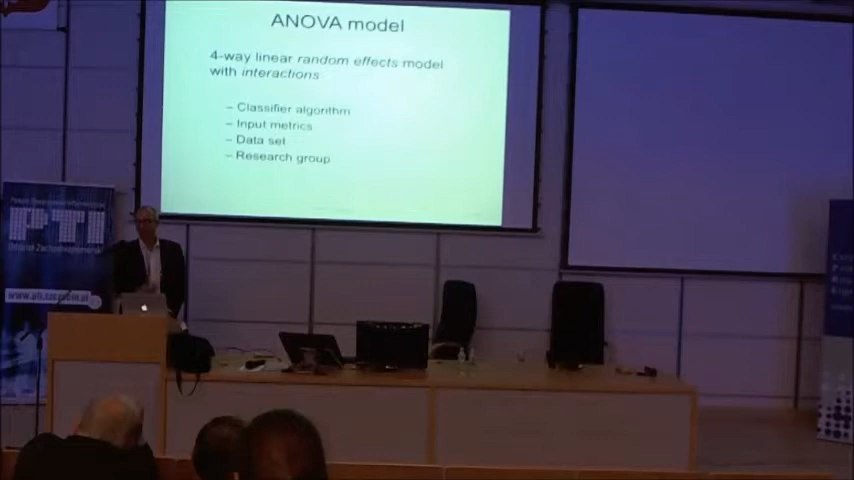 ANOVA model
4-way linear random effects model
with interactions
– Classifier algorithm
– Input metrics
– Data set
– Research group
PTI
www.pti.szczecin.pl